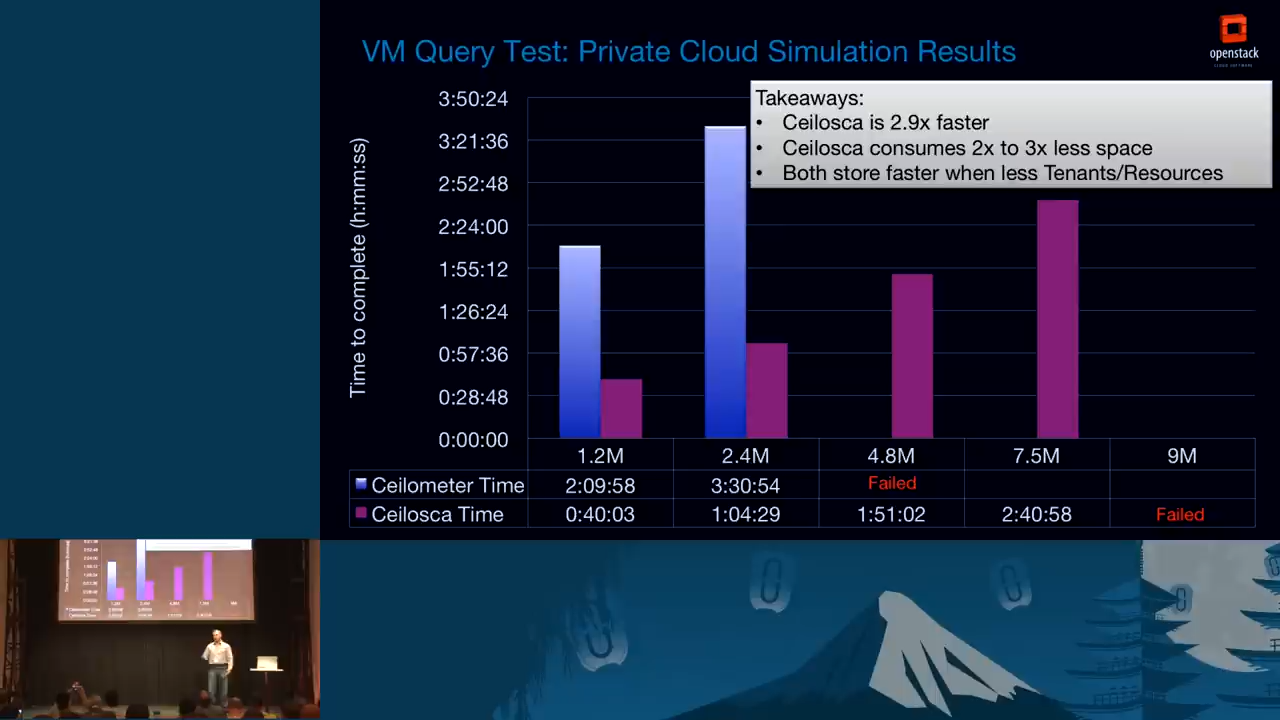 VM Query Test: Private Cloud Simulation Results
openstack
CLOUD SOFTWARE
Takeaways:
• Ceilosca is 2.9x faster
• Ceilosca consumes 2x to 3x less space
• Both store faster when less Tenants/Resources
Time to complete (h:mm:ss)
3:50:24
3:21:36
2:52:48
2:24:00
1:55:12
1:26:24
0:57:36
0:28:48
0:00:00
1.2M 2.4M 4.8M 7.5M 9M
Ceilometer Time 2:09:58 3:30:54 Failed
Ceilosca Time 0:40:03 1:04:29 1:51:02 2:40:58 Failed